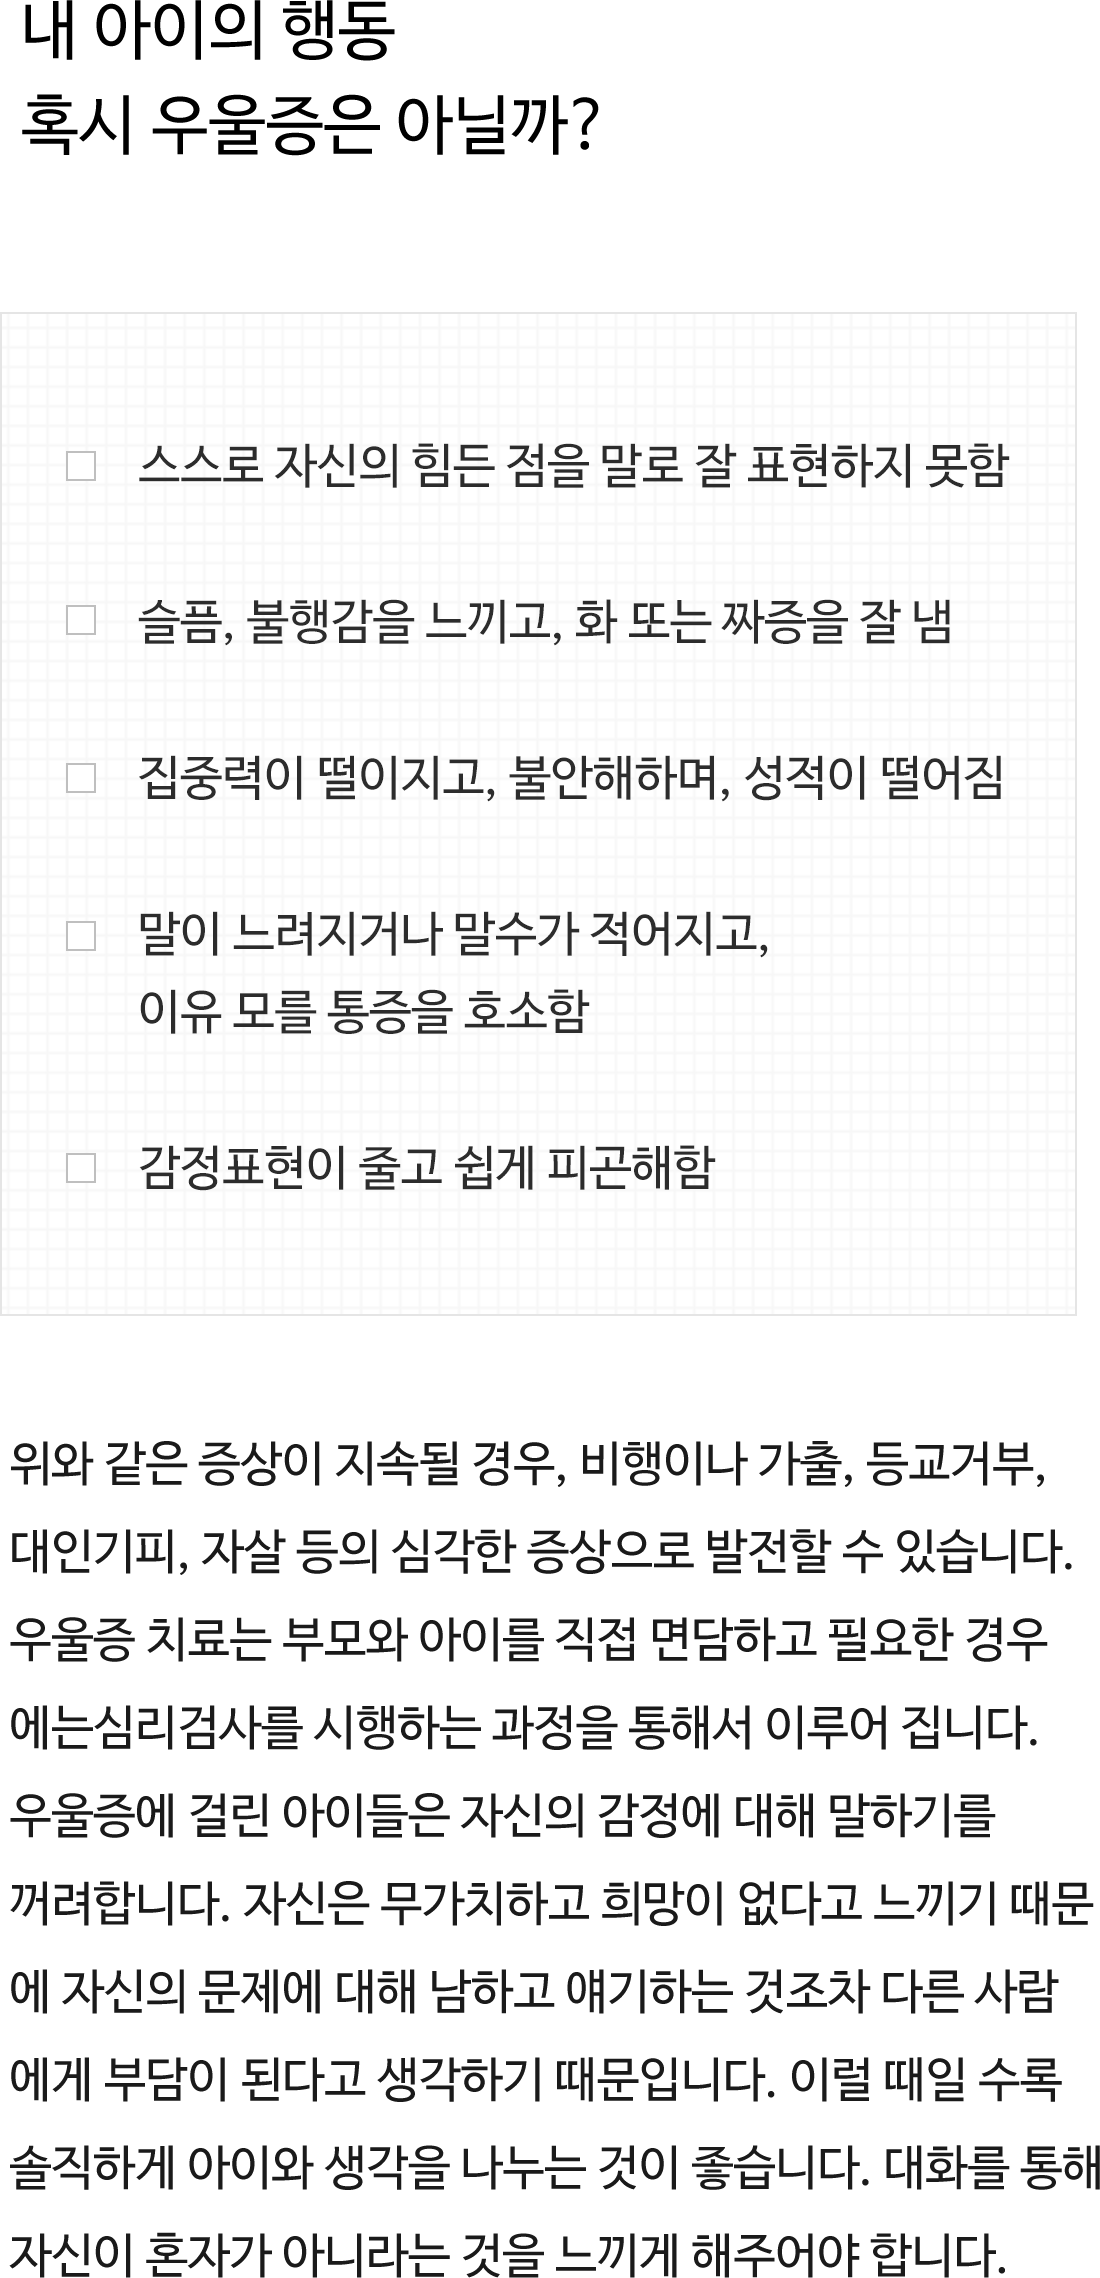 내 아이의 행동
혹시 우울증은 아닐까?
스스로 자신의 힘든 점을 말로 잘 표현하지 못함
슬픔, 불행감을 느끼고, 화 또는 짜증을 잘 냄
집중력이 떨이지고, 불안해하며, 성적이 떨어짐
말이 느려지거나 말수가 적어지고,
이유 모를 통증을 호소함
감정표현이 줄고 쉽게 피곤해함
위와 같은 증상이 지속될 경우, 비행이나 가출, 등교거부,
대인기피, 자살 등의 심각한 증상으로 발전할 수 있습니다.
우울증 치료는 부모와 아이를 직접 면담하고 필요한 경우
에는심리검사를 시행하는 과정을 통해서 이루어 집니다.
우울증에 걸린 아이들은 자신의 감정에 대해 말하기를
꺼려합니다. 자신은 무가치하고 희망이 없다고 느끼기 때문
에 자신의 문제에 대해 남하고 얘기하는 것조차 다른 사람
에게 부담이 된다고 생각하기 때문입니다. 이럴 때일 수록
솔직하게 아이와 생각을 나누는 것이 좋습니다. 대화를 통해
자신이 혼자가 아니라는 것을 느끼게 해주어야 합니다.